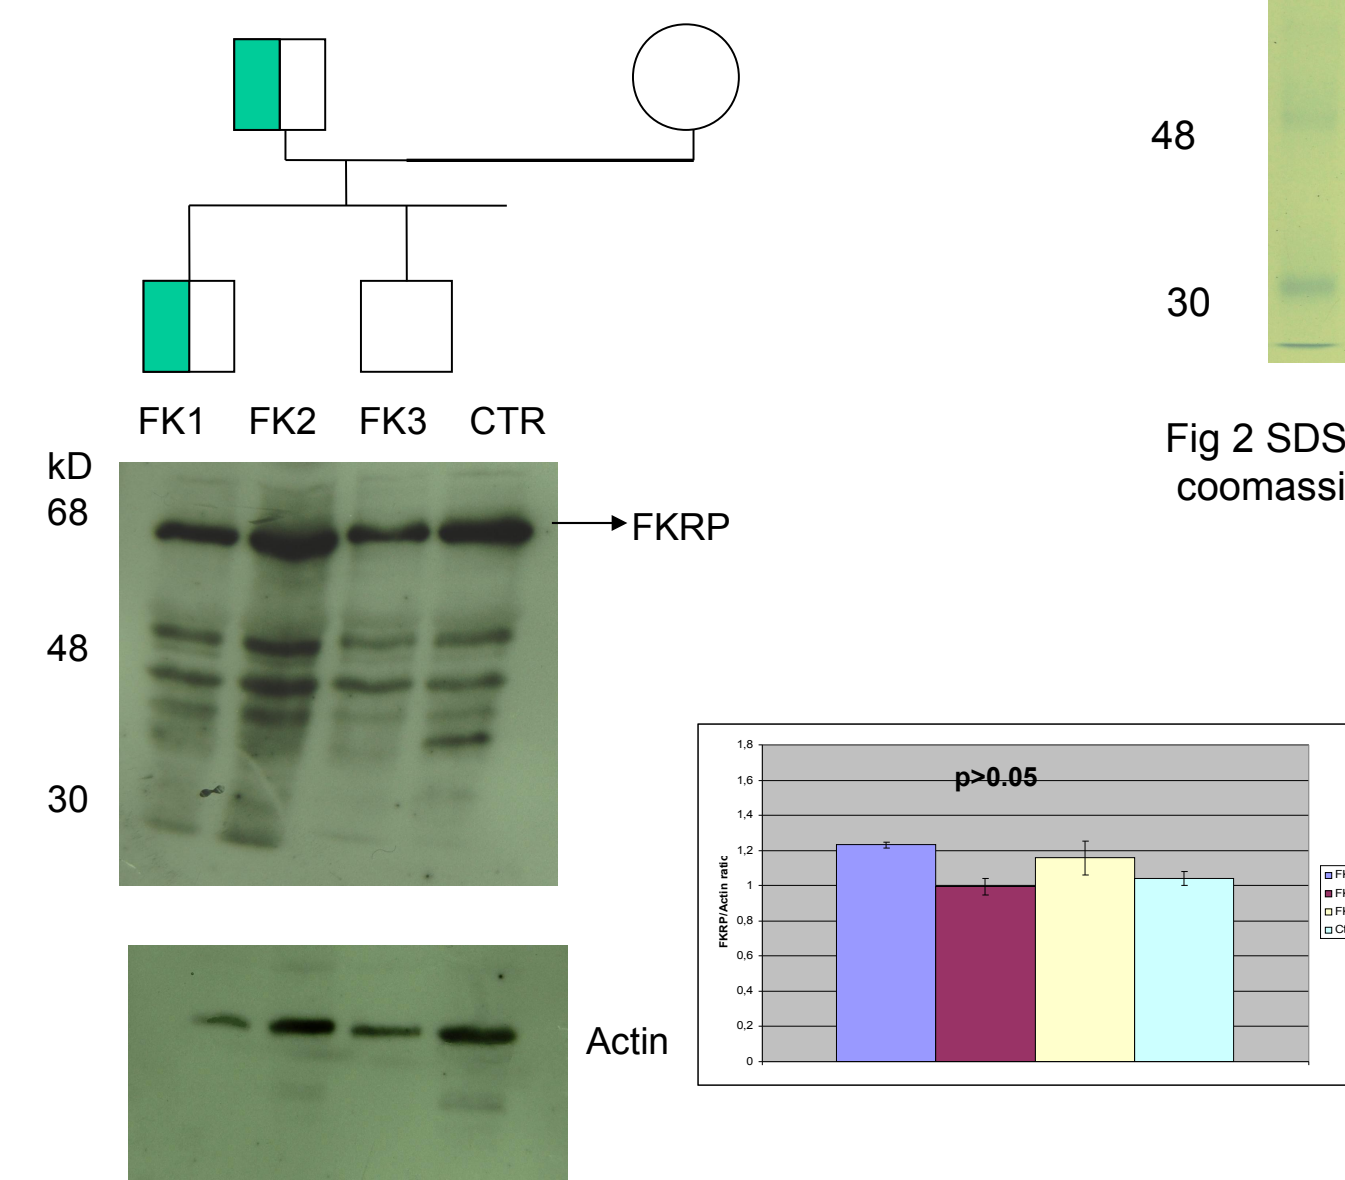 48
30
Fig 2 SDS
coomassi
FK1 FK2 FK3 CTR
kD
68
FKRP
48
30
Actin
p>0.05
FKRP/Actin ratio
1,8
1,6
1,4
1,2
1
0,8
0,6
0,4
0,2
0